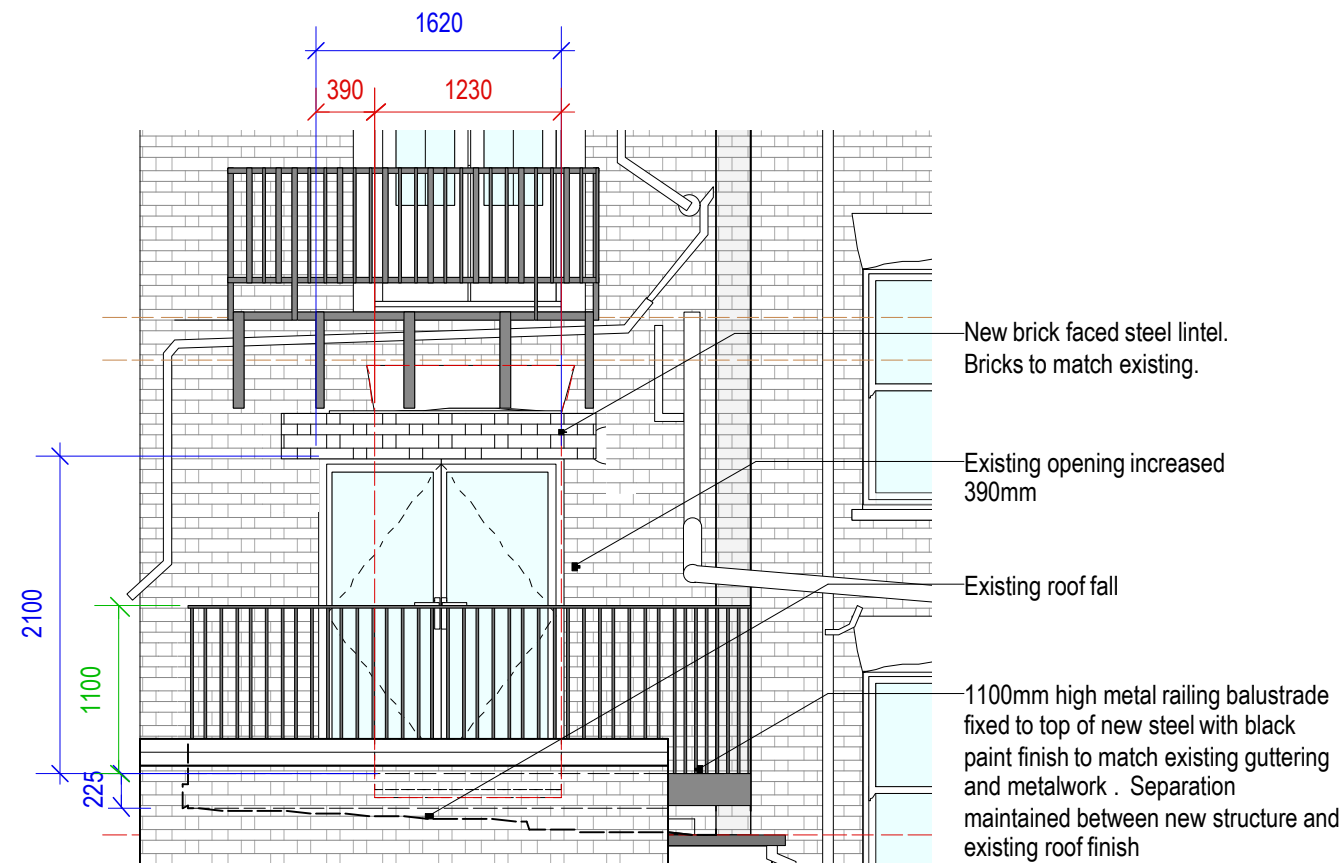 1620
390
1230
New brick faced steel lintel.
Bricks to match existing.
Existing opening increased
390mm
2100
Existing roof fall
1100
1100mm high metal railing balustrade
fixed to top of new steel with black
paint finish to match existing guttering
and metalwork . Separation
maintained between new structure and
existing roof finish
225